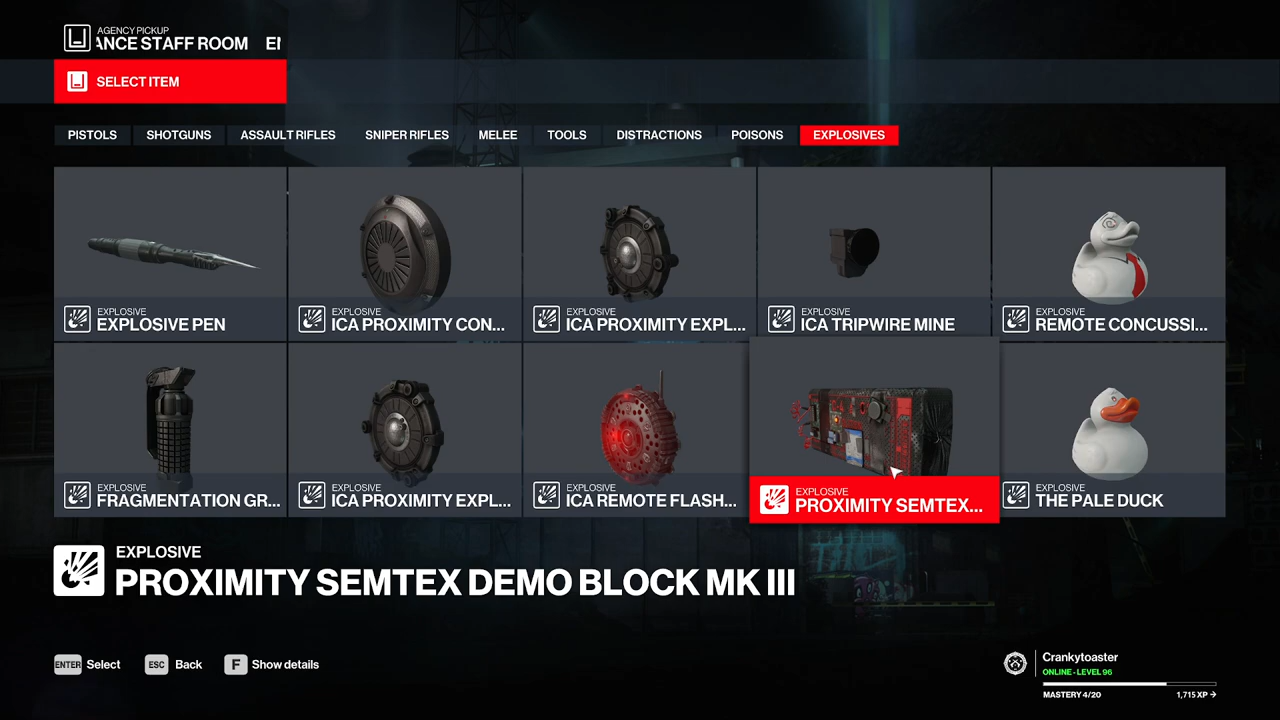 AGENCY PICKUP
ANCE STAFF ROOM EI
SELECT ITEM
PISTOLS SHOTGUNS ASSAULT RIFLES SNIPER RIFLES MELEE TOOLS DISTRACTIONS POISONS EXPLOSIVES
EXPLOSIVE
EXPLOSIVE PEN
EXPLOSIVE
ICA PROXIMITY CON...
EXPLOSIVE
ICA PROXIMITY EXPL...
EXPLOSIVE
ICA TRIPWIRE MINE
EXPLOSIVE
REMOTE CONCUSSI...
EXPLOSIVE
FRAGMENTATION GR...
EXPLOSIVE
ICA PROXIMITY EXPL...
EXPLOSIVE
ICA REMOTE FLASH...
EXPLOSIVE
PROXIMITY SEMTEX...
EXPLOSIVE
THE PALE DUCK
EXPLOSIVE
PROXIMITY SEMTEX DEMO BLOCK MK III
ENTER Select ESC Back F Show details
Crankytoaster
ONLINE - LEVEL 96
MASTERY 4/20 1,715 XP →